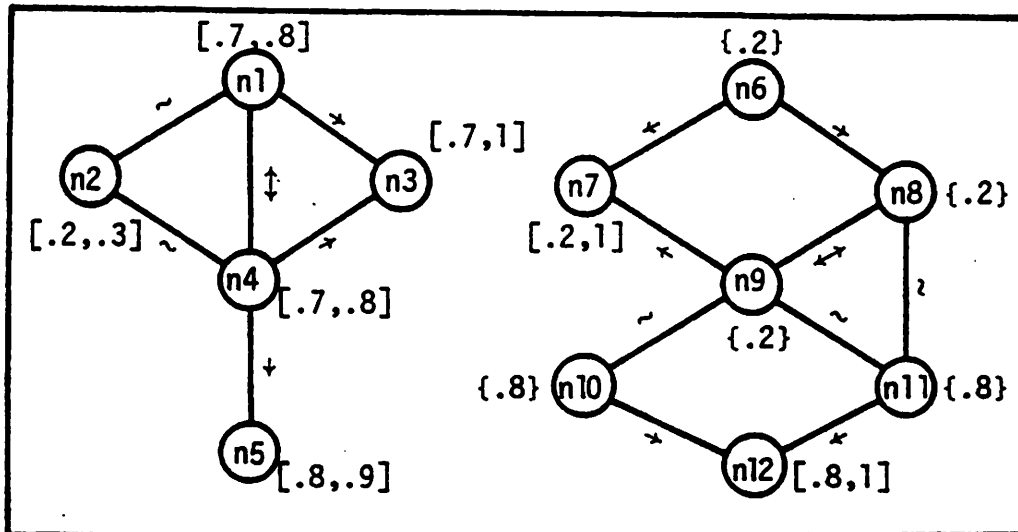 [.7,.8]
n1
~
→
[.7,1]
n2
↕
n3
[.2,.3]
~
→
n4
[.7,.8]
↓
n5
[.8,.9]
{.2}
n6
←
→
n7
n8
{.2}
[.2,1]
←
↔
n9
~
{.2}
~
~
{.8}
n10
n11
{.8}
→
←
n12
[.8,1]